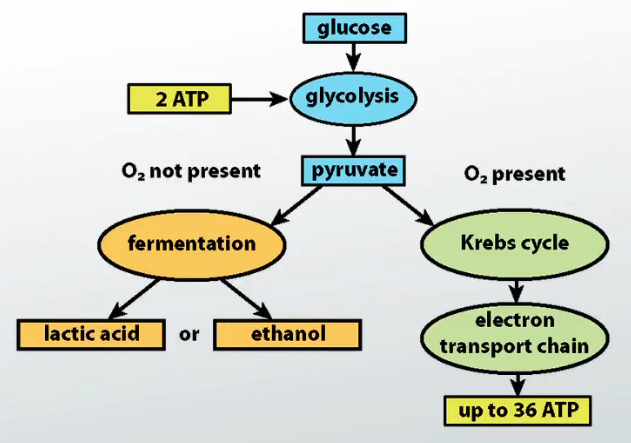 glucose
2 ATP
glycolysis
O₂ not present
pyruvate
O₂ present
fermentation
Krebs cycle
lactic acid
or
ethanol
electron
transport chain
up to 36 ATP